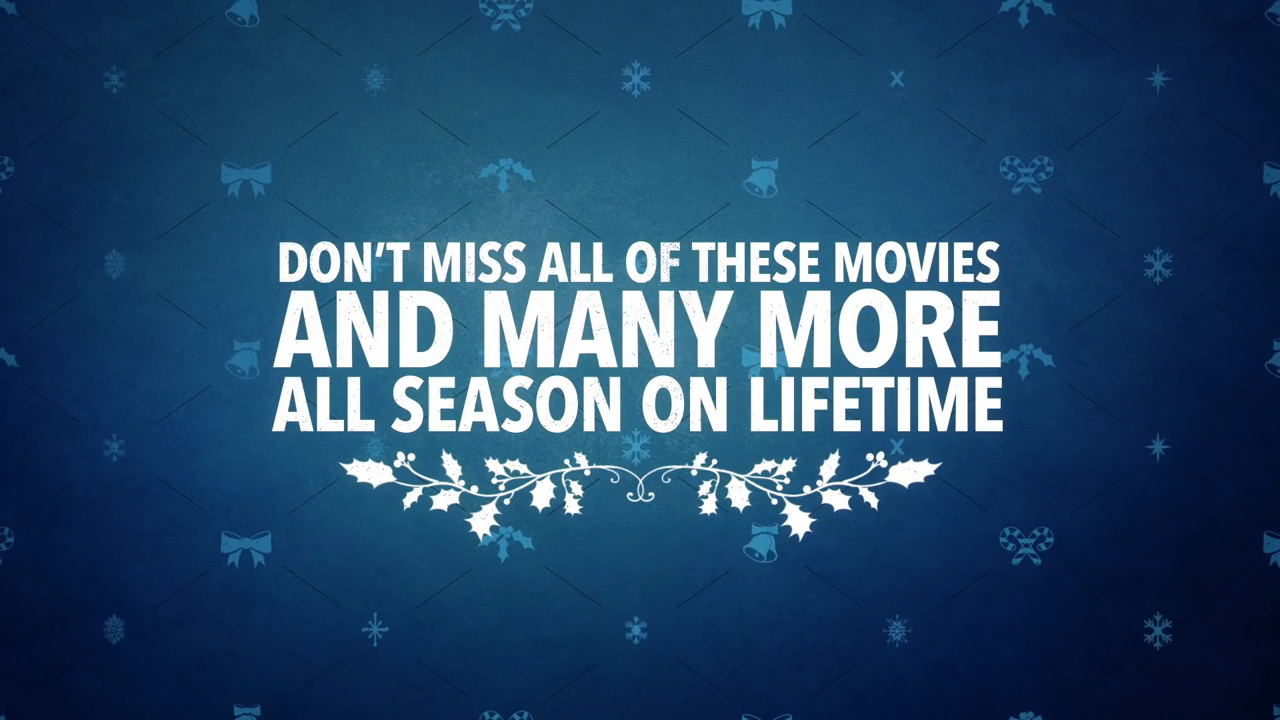 DON'T MISS ALL OF THESE MOVIES
AND MANY MORE
ALL SEASON ON LIFETIME